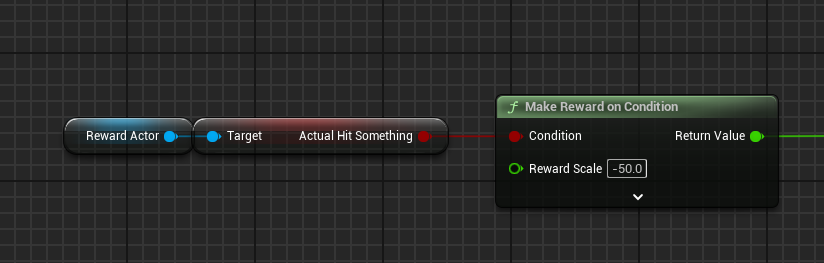 Make Reward on Condition
Reward Actor Target Actual Hit Something Condition Return Value
Reward Scale -50.0